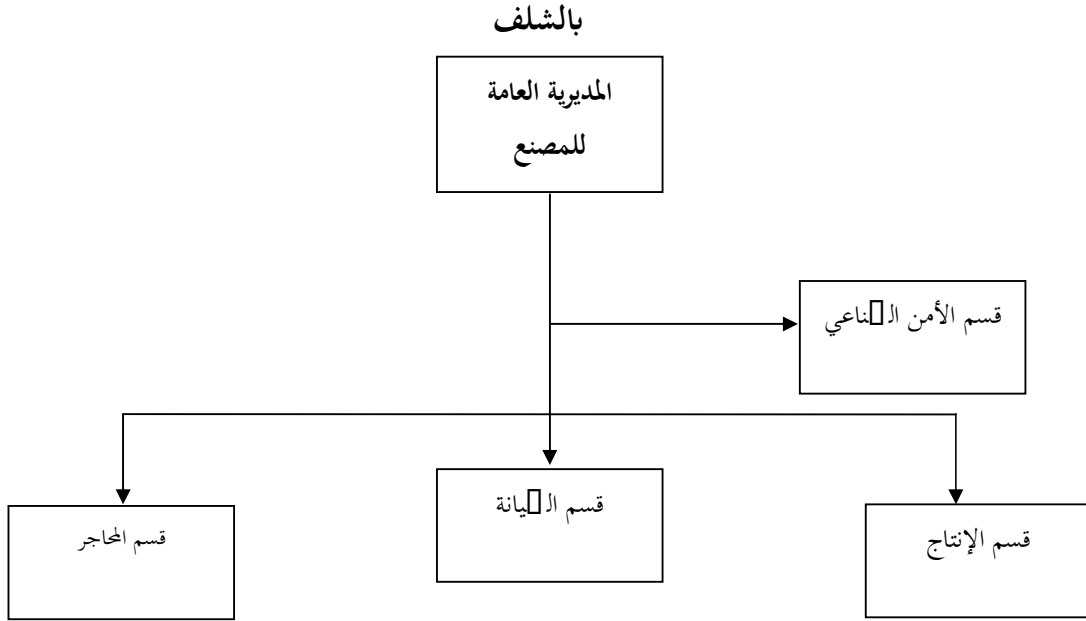 بالشلف
المديرية العامة
للمصنع
قسم الأمن
قسم
قسم الإنتاج
قسم المحاجر